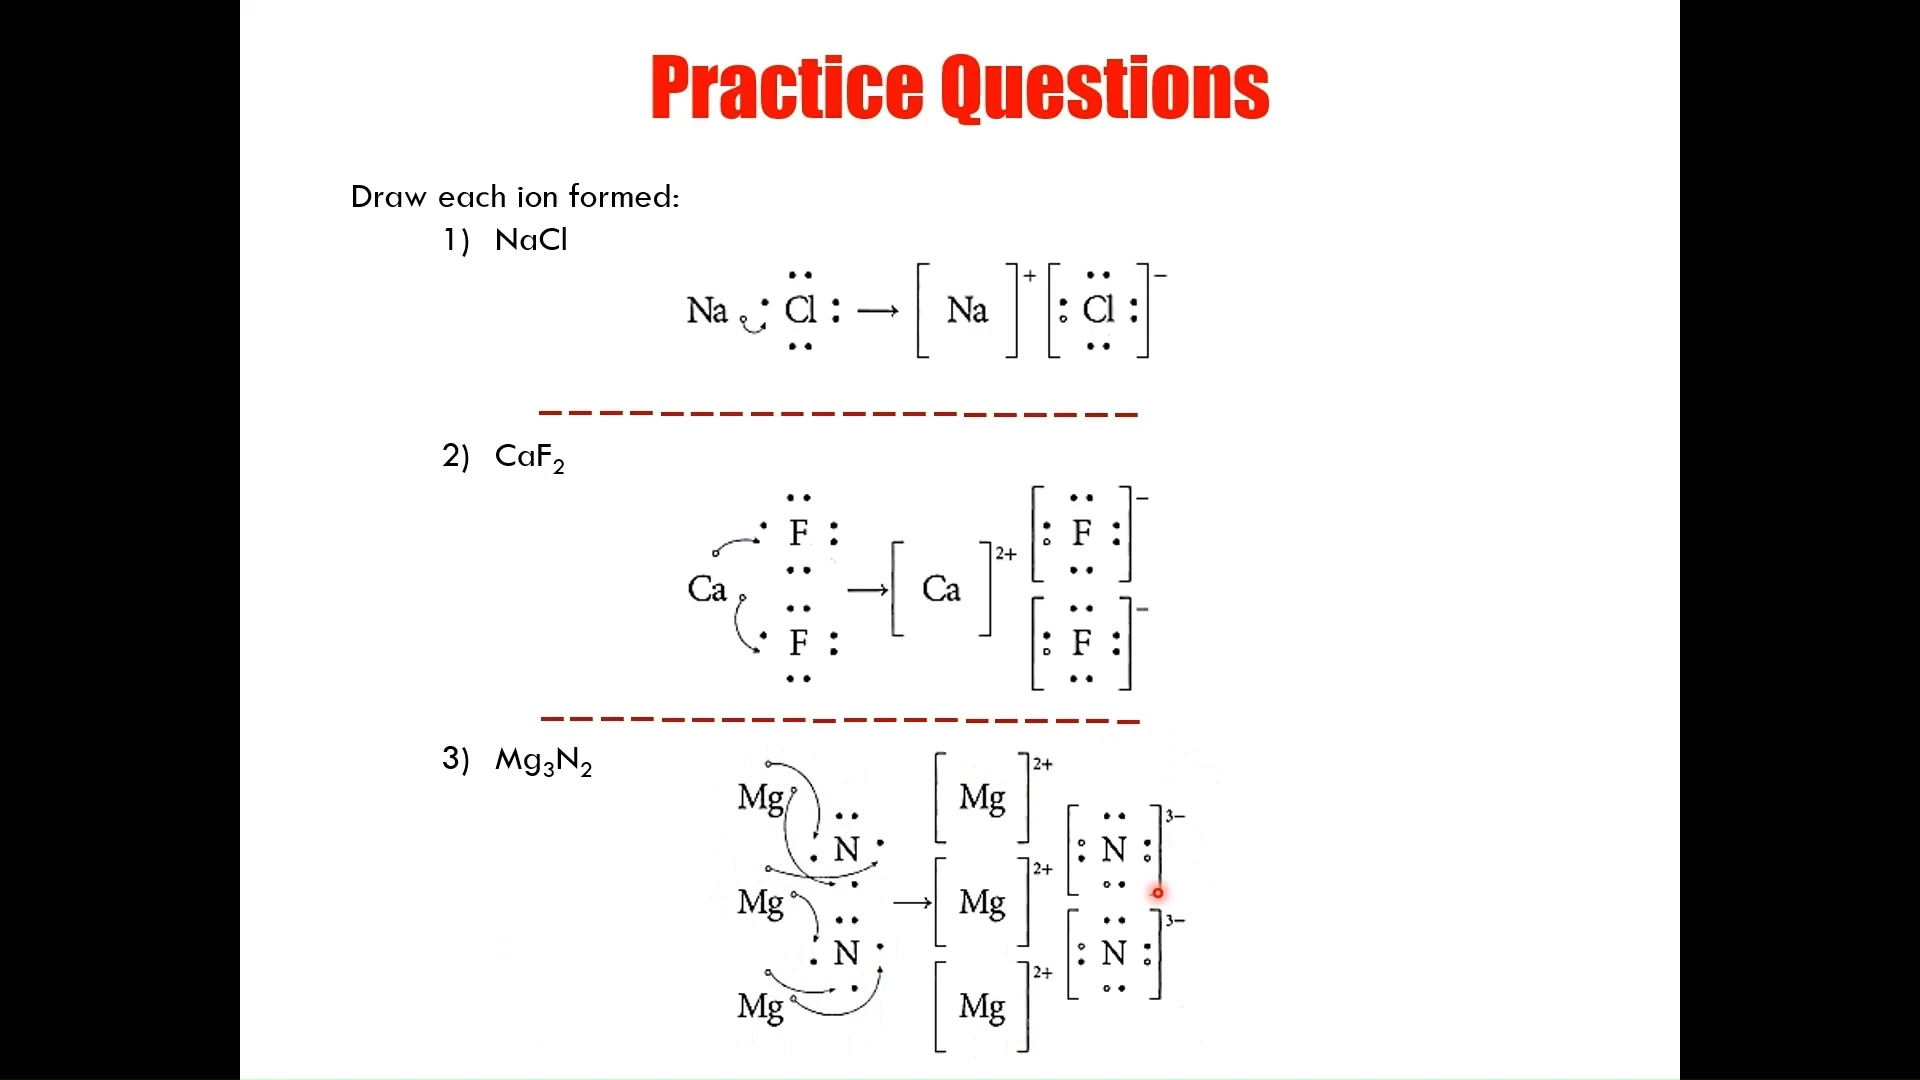 Practice Questions
Draw each ion formed:
1) NaCl
Na Cl → [ Na ]⁺ [ Cl ]⁻
2) CaF₂
F [ F ]⁻
Ca → [ Ca ]²⁺
F [ F ]⁻
3) Mg₃N₂
Mg [ Mg ]²⁺
N [ N ]³⁻
Mg → [ Mg ]²⁺
N [ N ]³⁻
Mg [ Mg ]²⁺